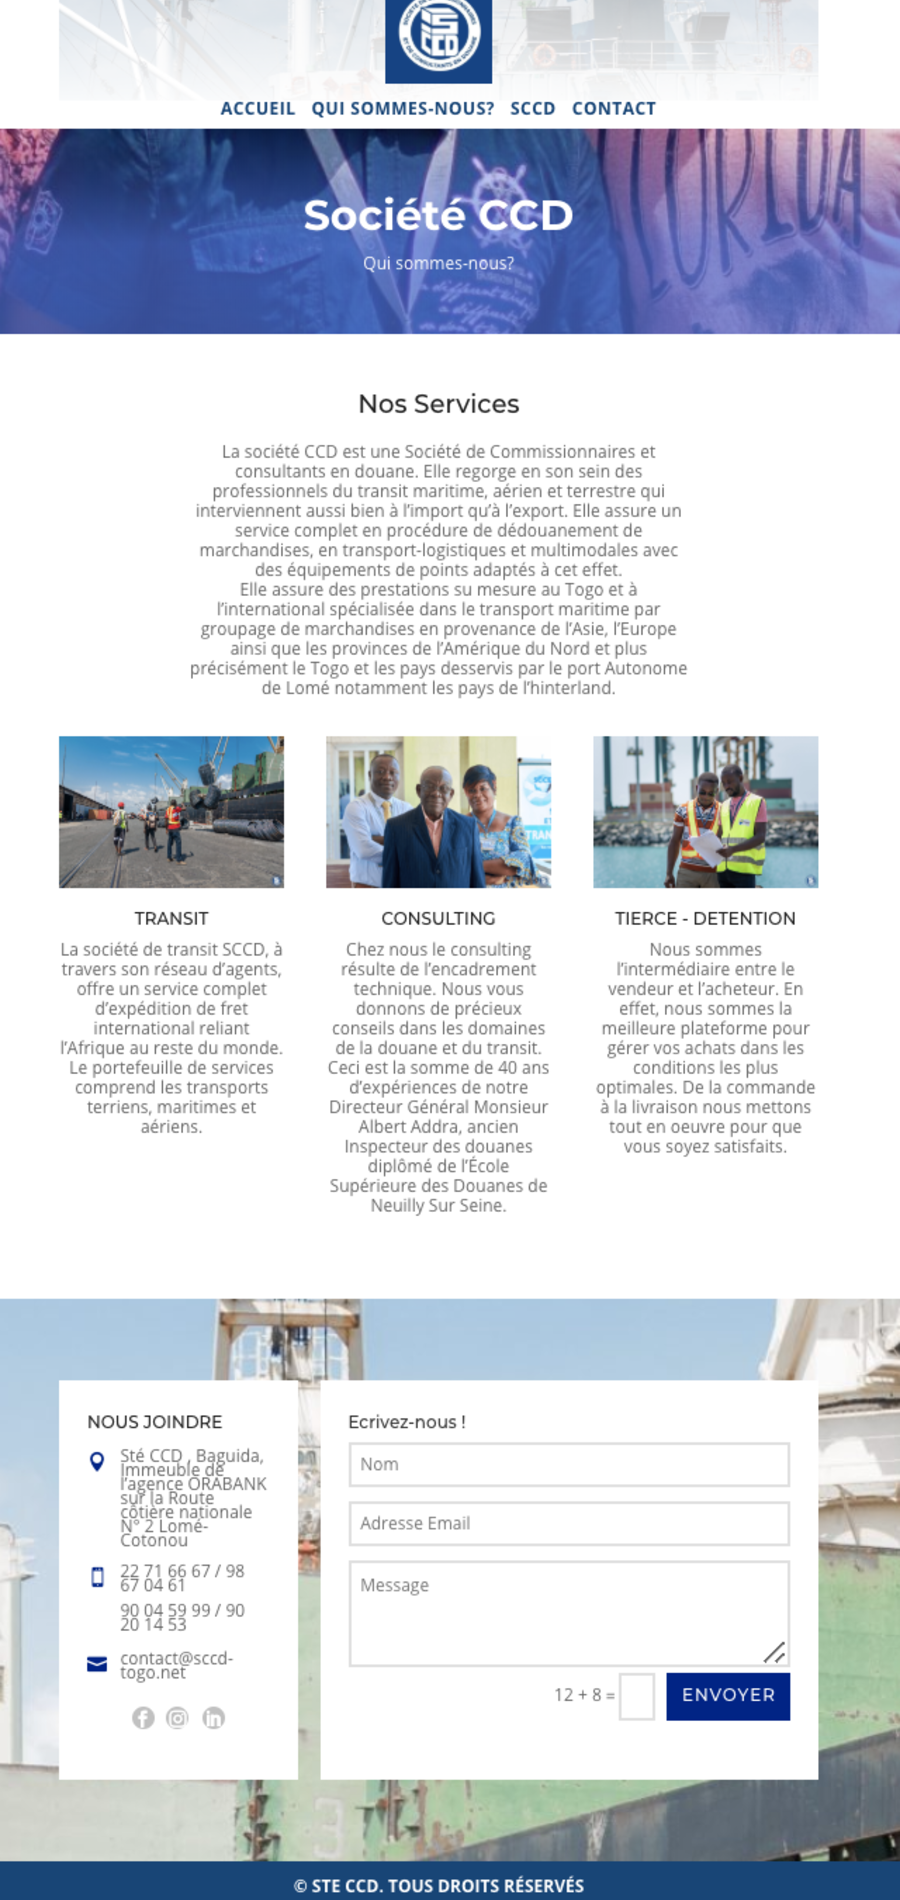 SCCD
ET DE CONSULTANTS EN DOUANE
ACCUEIL QUI SOMMES-NOUS? SCCD CONTACT
Société CCD
Qui sommes-nous?
Nos Services
La société CCD est une Société de Commissionnaires et
consultants en douane. Elle regorge en son sein des
professionnels du transit maritime, aérien et terrestre qui
interviennent aussi bien à l’import qu’à l’export. Elle assure un
service complet en procédure de dédouanement de
marchandises, en transport-logistiques et multimodales avec
des équipements de points adaptés à cet effet.
Elle assure des prestations su mesure au Togo et à
l’international spécialisée dans le transport maritime par
groupage de marchandises en provenance de l’Asie, l’Europe
ainsi que les provinces de l’Amérique du Nord et plus
précisément le Togo et les pays desservis par le port Autonome
de Lomé notamment les pays de l’hinterland.
TRANSIT
La société de transit SCCD, à
travers son réseau d’agents,
offre un service complet
d’expédition de fret
international reliant
l’Afrique au reste du monde.
Le portefeuille de services
comprend les transports
terriens, maritimes et
aériens.
CONSULTING
Chez nous le consulting
résulte de l’encadrement
technique. Nous vous
donnons de précieux
conseils dans les domaines
de la douane et du transit.
Ceci est la somme de 40 ans
d’expériences de notre
Directeur Général Monsieur
Albert Addra, ancien
Inspecteur des douanes
diplômé de l’École
Supérieure des Douanes de
Neuilly Sur Seine.
TIERCE - DETENTION
Nous sommes
l’intermédiaire entre le
vendeur et l’acheteur. En
effet, nous sommes la
meilleure plateforme pour
gérer vos achats dans les
conditions les plus
optimales. De la commande
à la livraison nous mettons
tout en oeuvre pour que
vous soyez satisfaits.
NOUS JOINDRE
Sté CCD , Baguida,
Immeuble de
l’agence ORABANK
sur la Route
côtière nationale
N° 2 Lomé-
Cotonou
22 71 66 67 / 98
67 04 61
90 04 59 99 / 90
20 14 53
contact@sccd-
togo.net
Ecrivez-nous !
Nom
Adresse Email
Message
12 + 8 =
ENVOYER
© STE CCD. TOUS DROITS RÉSERVÉS